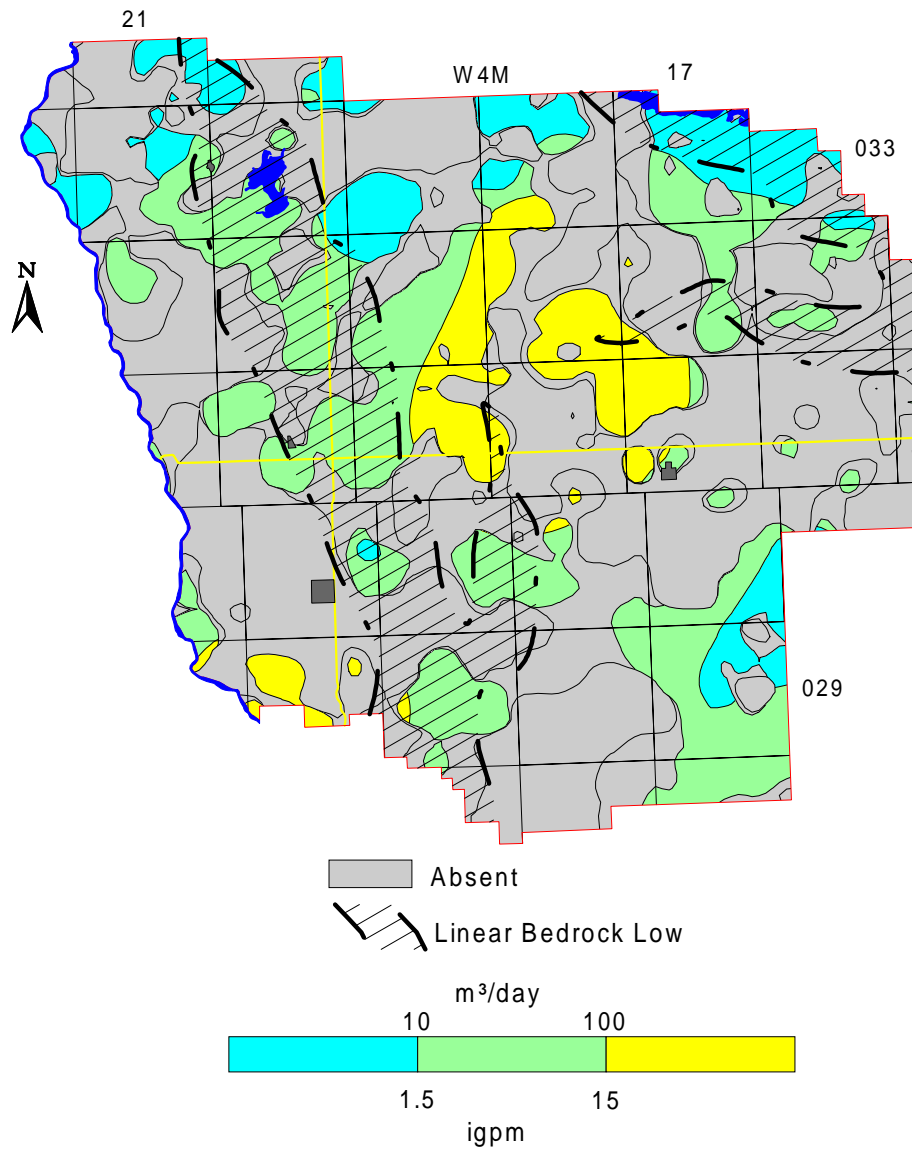 21
W4M
17
033
N
029
Absent
Linear Bedrock Low
m³/day
10 100
1.5 15
igpm